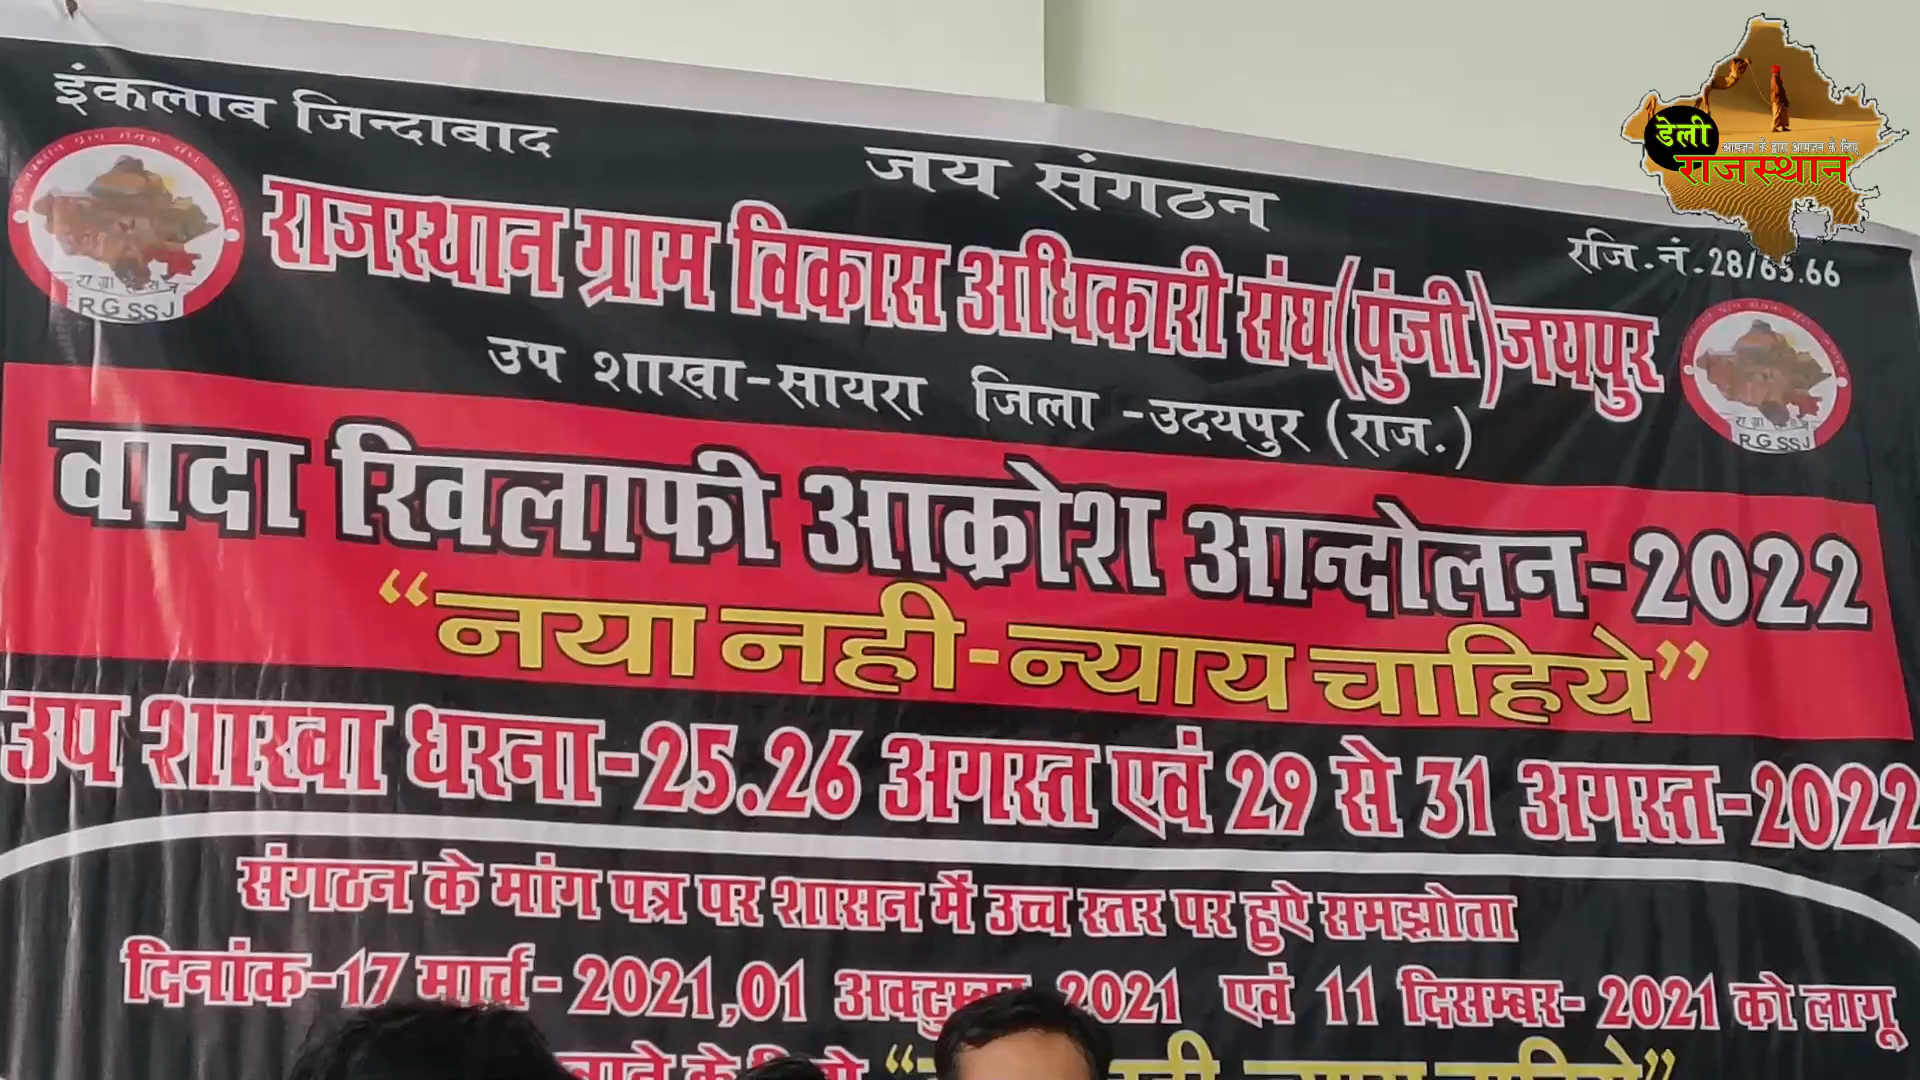 इंकलाब जिन्दाबाद
जय संगठन
रजि.नं.28/65.66
राजस्थान ग्राम विकास अधिकारी संघ(पुंजी)जयपुर
उप शाखा-सायरा जिला -उदयपुर (राज.)
वादा खिलाफी आक्रोश आन्दोलन-2022
“नया नही-न्याय चाहिये”
उप शाखा धरना-25.26 अगस्त एवं 29 से 31 अगस्त-2022
संगठन के मांग पत्र पर शासन में उच्च स्तर पर हुऐ समझोता
दिनांक-17 मार्च- 2021,01 अक्टुम्बर 2021 एवं 11 दिसम्बर- 2021 को लागू
के
RGSSJ
RGSSJ
डेली
आमजन के द्वारा आमजन के लिए
राजस्थान